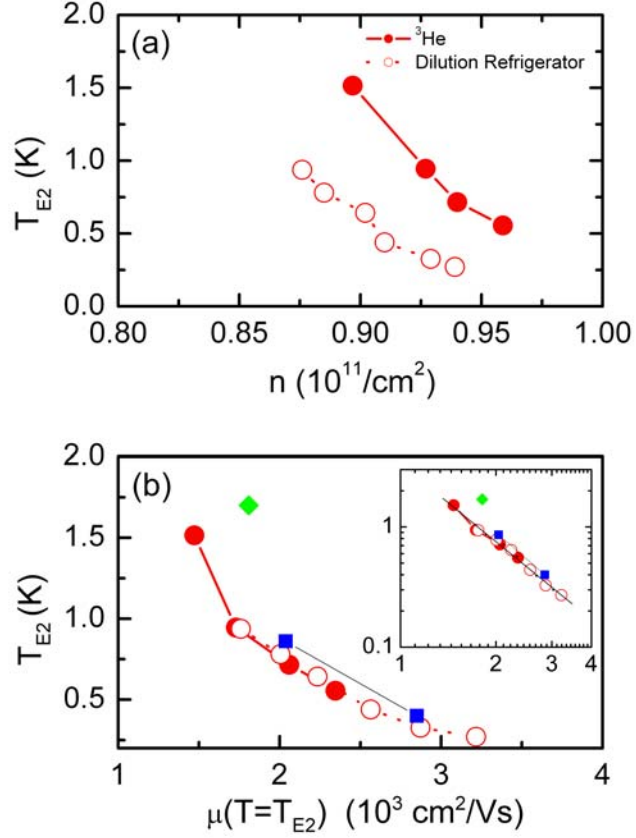 (a)
³He
Dilution Refrigerator
2.0
1.5
1.0
0.5
0.0
T_E2 (K)
0.80 0.85 0.90 0.95 1.00
n (10¹¹/cm²)
(b)
2.0
1.5
1.0
0.5
T_E2 (K)
1
0.1
1 2 3 4
1 2 3 4
μ(T=T_E2) (10³ cm²/Vs)